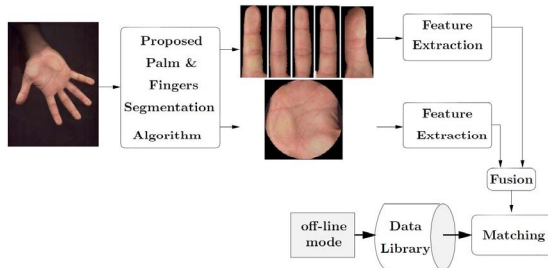 Proposed
Palm &
Fingers
Segmentation
Algorithm
Feature
Extraction
Feature
Extraction
Fusion
off-line
mode
Data
Library
Matching